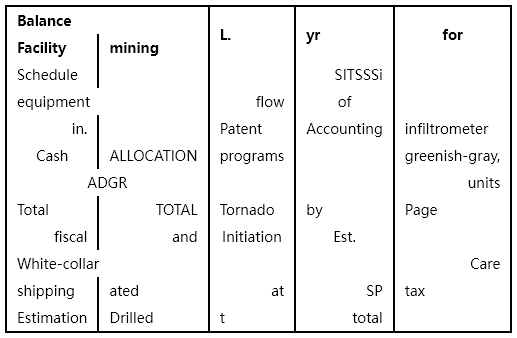 Balance L. yr for
Facility mining
Schedule SITSSSi
equipment flow of
in. Patent Accounting infiltrometer
Cash ALLOCATION programs greenish-gray,
ADGR units
Total TOTAL Tornado by Page
fiscal and Initiation Est.
White-collar Care
shipping ated at SP tax
Estimation Drilled t total